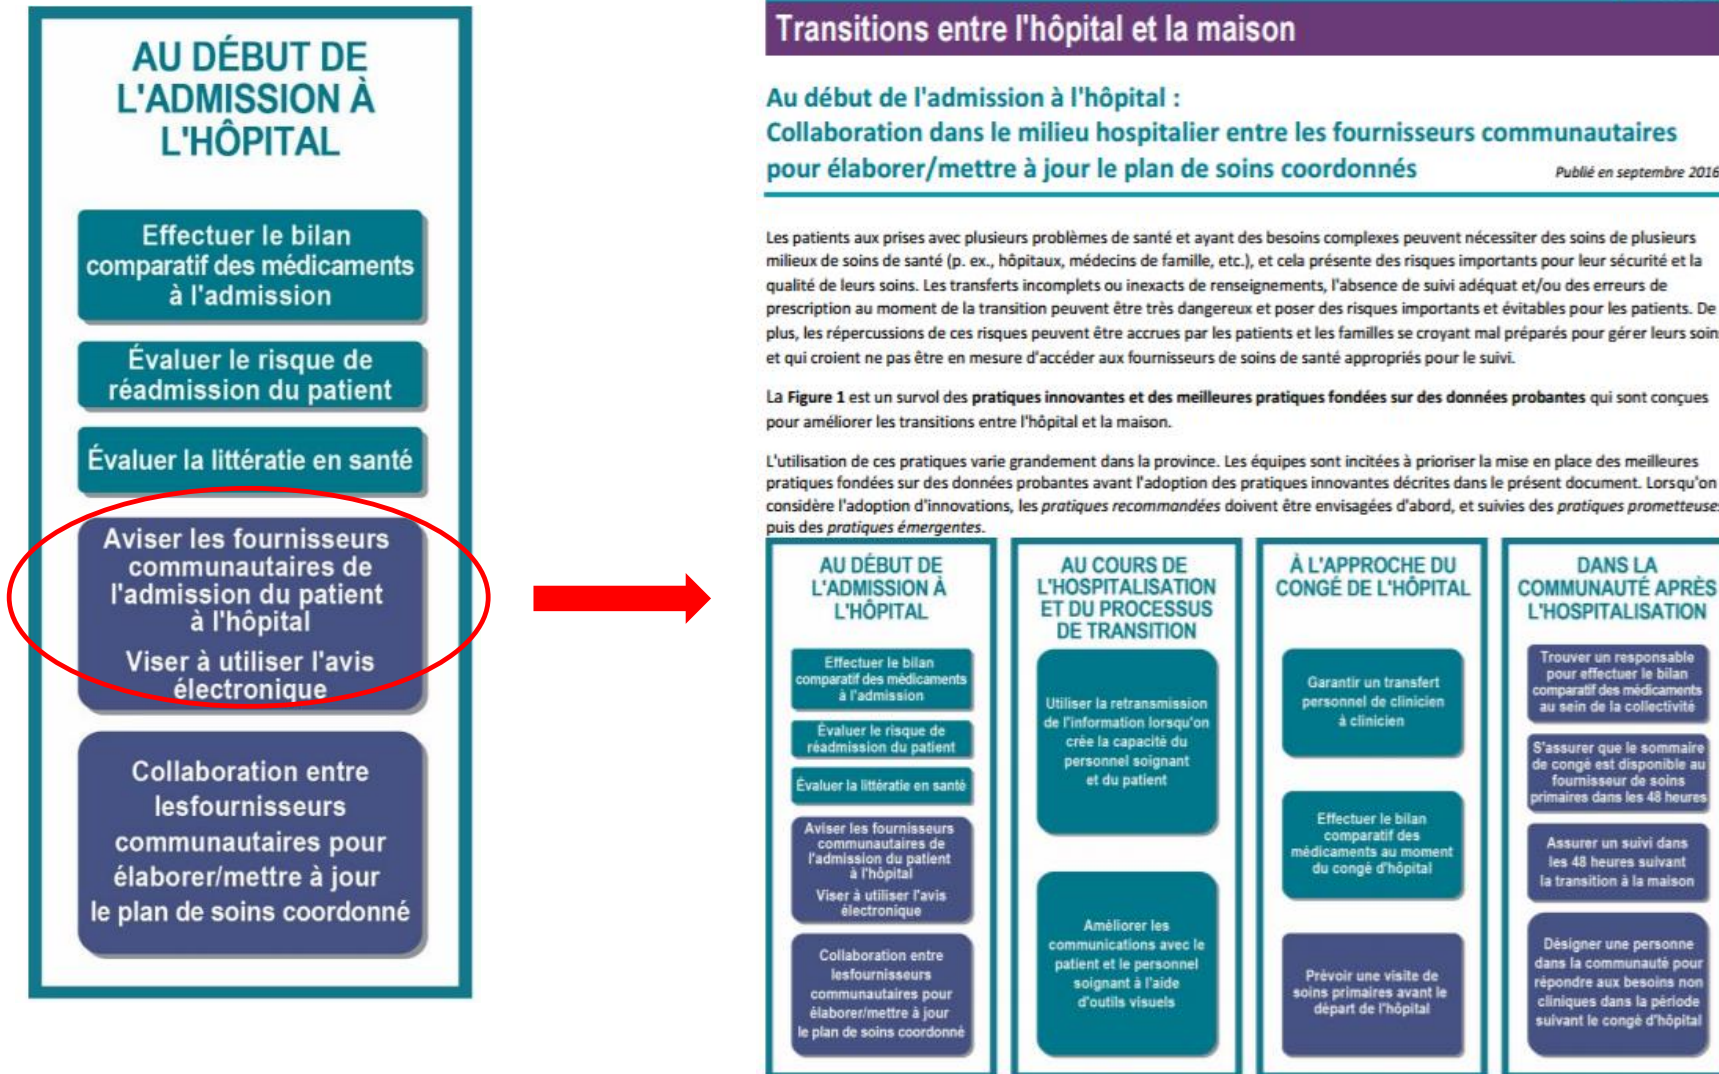 AU DÉBUT DE
L'ADMISSION À
L'HÔPITAL
Effectuer le bilan
comparatif des médicaments
à l'admission
Évaluer le risque de
réadmission du patient
Évaluer la littératie en santé
Aviser les fournisseurs
communautaires de
l'admission du patient
à l'hôpital
Viser à utiliser l'avis
électronique
Collaboration entre
lesfournisseurs
communautaires pour
élaborer/mettre à jour
le plan de soins coordonné
Transitions entre l'hôpital et la maison
Au début de l'admission à l'hôpital :
Collaboration dans le milieu hospitalier entre les fournisseurs communautaires
pour élaborer/mettre à jour le plan de soins coordonnés
Publié en septembre 2016
Les patients aux prises avec plusieurs problèmes de santé et ayant des besoins complexes peuvent nécessiter des soins de plusieurs
milieux de soins de santé (p. ex., hôpitaux, médecins de famille, etc.), et cela présente des risques importants pour leur sécurité et la
qualité de leurs soins. Les transferts incomplets ou inexacts de renseignements, l'absence de suivi adéquat et/ou des erreurs de
prescription au moment de la transition peuvent être très dangereux et poser des risques importants et évitables pour les patients. De
plus, les répercussions de ces risques peuvent être accrues par les patients et les familles se croyant mal préparés pour gérer leurs soins
et qui croient ne pas être en mesure d'accéder aux fournisseurs de soins de santé appropriés pour le suivi.
La Figure 1 est un survol des pratiques innovantes et des meilleures pratiques fondées sur des données probantes qui sont conçues
pour améliorer les transitions entre l'hôpital et la maison.
L'utilisation de ces pratiques varie grandement dans la province. Les équipes sont incitées à prioriser la mise en place des meilleures
pratiques fondées sur des données probantes avant l'adoption des pratiques innovantes décrites dans le présent document. Lorsqu'on
considère l'adoption d'innovations, les pratiques recommandées doivent être envisagées d'abord, et suivies des pratiques prometteuses
puis des pratiques émergentes.
AU DÉBUT DE
L'ADMISSION À
L'HÔPITAL
Effectuer le bilan
comparatif des médicaments
à l'admission
Évaluer le risque de
réadmission du patient
Évaluer la littératie en santé
Aviser les fournisseurs
communautaires de
l'admission du patient
à l'hôpital
Viser à utiliser l'avis
électronique
Collaboration entre
lesfournisseurs
communautaires pour
élaborer/mettre à jour
le plan de soins coordonné
AU COURS DE
L'HOSPITALISATION
ET DU PROCESSUS
DE TRANSITION
Utiliser la retransmission
de l'information lorsqu'on
crée la capacité du
personnel soignant
et du patient
Améliorer les
communications avec le
patient et le personnel
soignant à l'aide
d'outils visuels
À L'APPROCHE DU
CONGÉ DE L'HÔPITAL
Garantir un transfert
personnel de clinicien
à clinicien
Effectuer le bilan
comparatif des
médicaments au moment
du congé d'hôpital
Prévoir une visite de
soins primaires avant le
départ de l'hôpital
DANS LA
COMMUNAUTÉ APRÈS
L'HOSPITALISATION
Trouver un responsable
pour effectuer le bilan
comparatif des médicaments
au sein de la collectivité
S'assurer que le sommaire
de congé est disponible au
fournisseur de soins
primaires dans les 48 heures
Assurer un suivi dans
les 48 heures suivant
la transition à la maison
Désigner une personne
dans la communauté pour
répondre aux besoins non
cliniques dans la période
suivant le congé d'hôpital